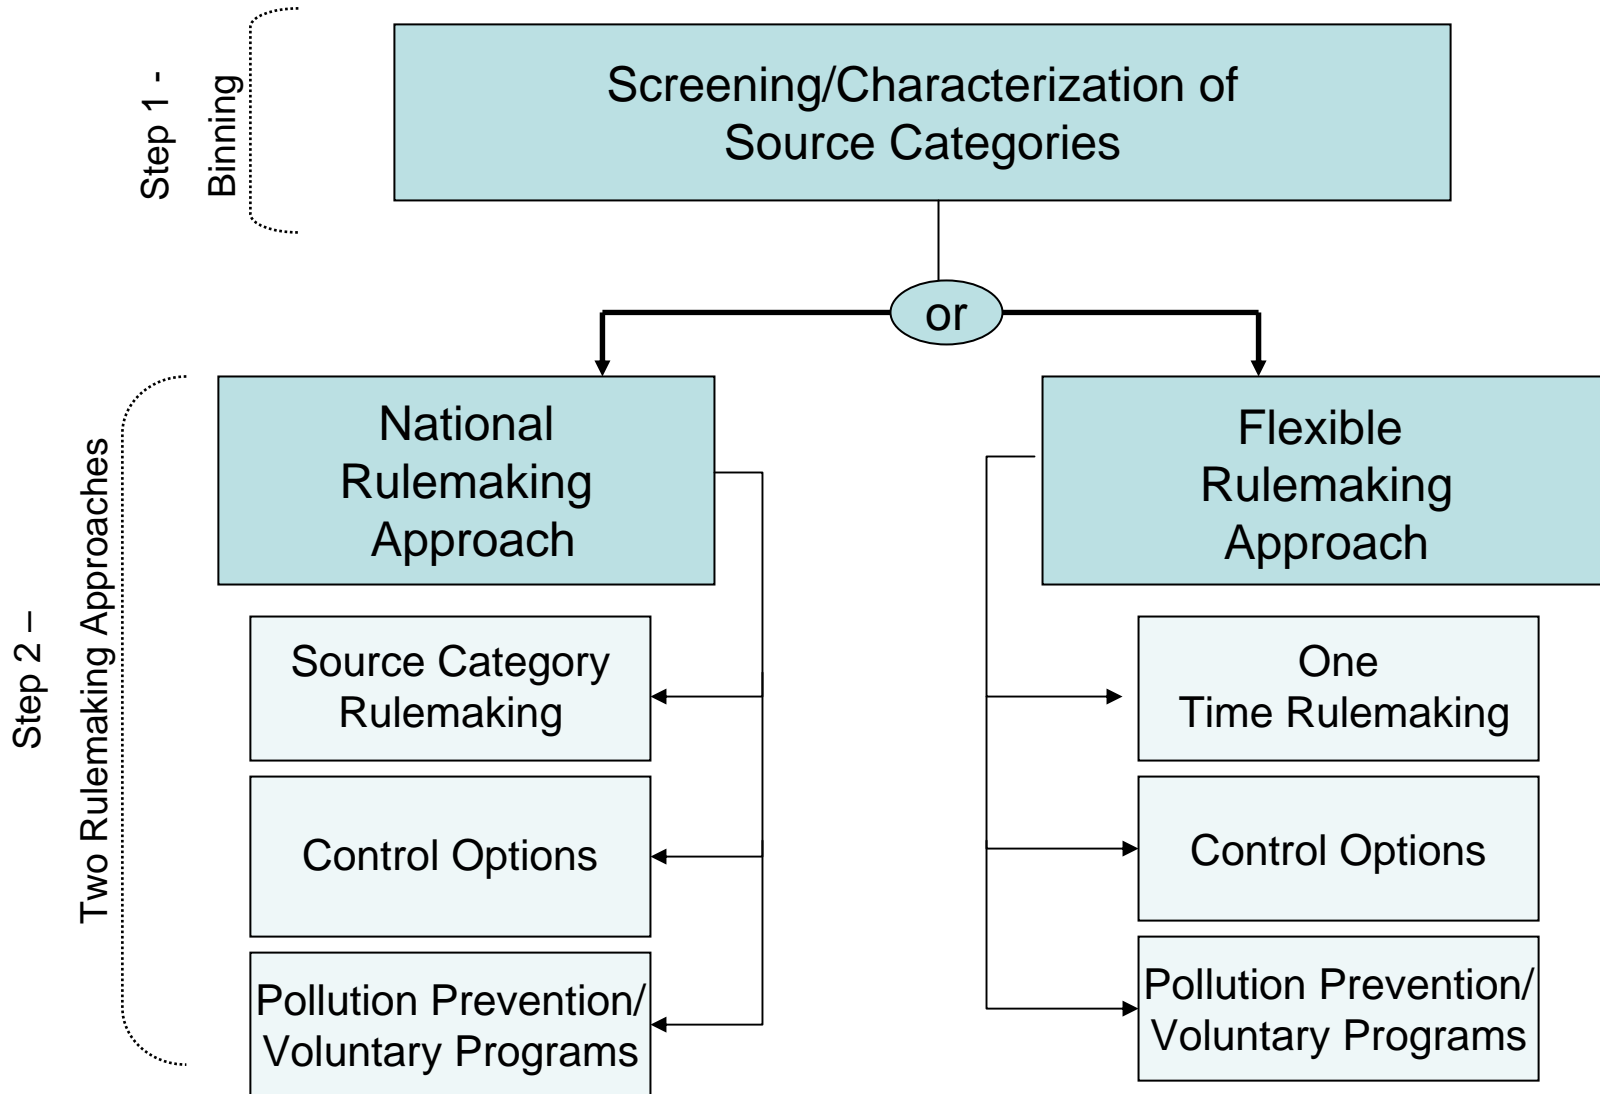 Step 1 -
Binning
Screening/Characterization of
Source Categories
or
Step 2 –
Two Rulemaking Approaches
National
Rulemaking
Approach
Source Category
Rulemaking
Control Options
Pollution Prevention/
Voluntary Programs
Flexible
Rulemaking
Approach
One
Time Rulemaking
Control Options
Pollution Prevention/
Voluntary Programs